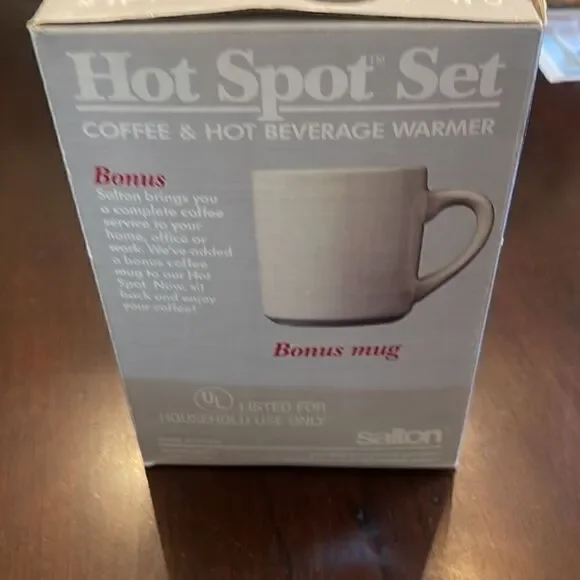 Hot Spot™ Set
COFFEE & HOT BEVERAGE WARMER
Bonus
Salton brings you
a complete coffee
service to your
home, office or
work. We've added
a bonus coffee
mug to our Hot
Spot. Now, sit
back and enjoy
your coffee!
Bonus mug
UL LISTED FOR
HOUSEHOLD USE ONLY
salton